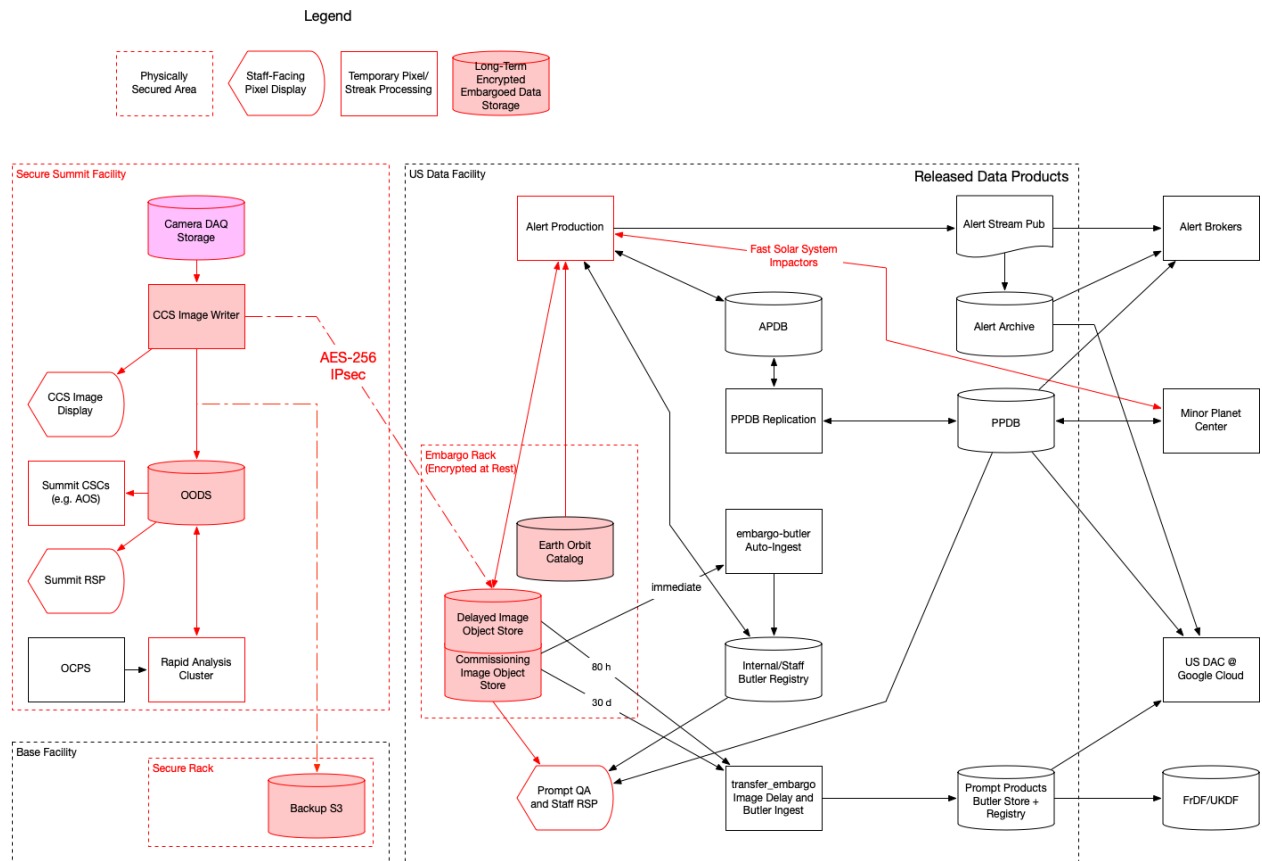 Legend
Physically
Secured Area
Staff-Facing
Pixel Display
Temporary Pixel/
Streak Processing
Long-Term
Encrypted
Embargoed Data
Storage
Secure Summit Facility
Camera DAQ
Storage
CCS Image Writer
CCS Image
Display
Summit CSCs
(e.g. AOS)
OODS
Summit RSP
OCPS
Rapid Analysis
Cluster
Base Facility
Secure Rack
Backup S3
AES-256
IPsec
US Data Facility
Released Data Products
Alert Production
Alert Stream Pub
Alert Brokers
Fast Solar System
Impactors
APDB
Alert Archive
PPDB Replication
PPDB
Minor Planet
Center
Embargo Rack
(Encrypted at Rest)
Earth Orbit
Catalog
embargo-butler
Auto-Ingest
immediate
Delayed Image
Object Store
Commissioning
Image Object
Store
80 h
30 d
Internal/Staff
Butler Registry
US DAC @
Google Cloud
Prompt QA
and Staff RSP
transfer_embargo
Image Delay and
Butler Ingest
Prompt Products
Butler Store +
Registry
FrDF/UKDF